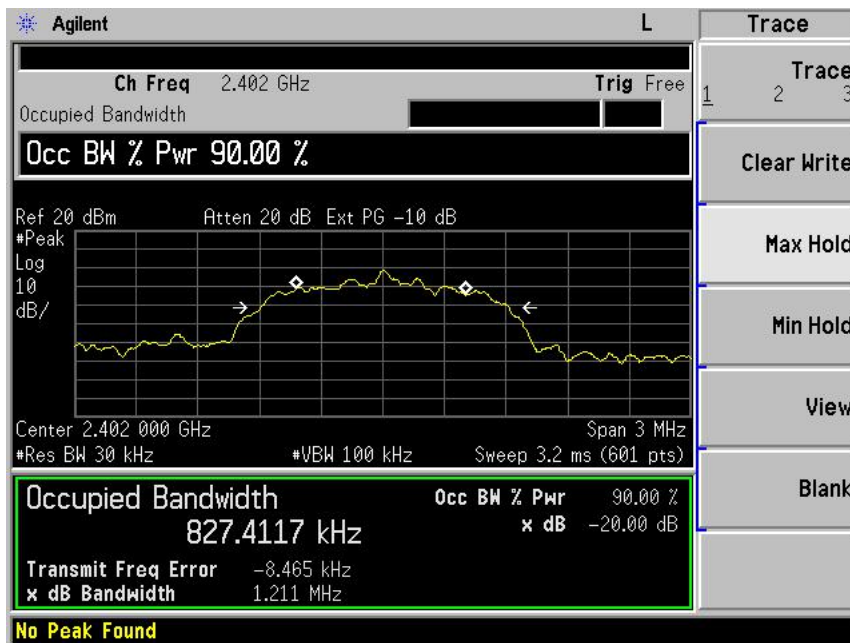 Agilent L Trace
Ch Freq 2.402 GHz Trig Free
Occupied Bandwidth
Occ BW % Pwr 90.00 %
Ref 20 dBm Atten 20 dB Ext PG -10 dB
#Peak
Log
10
dB/
Center 2.402 000 GHz Span 3 MHz
#Res BW 30 kHz #VBW 100 kHz Sweep 3.2 ms (601 pts)
Occupied Bandwidth
827.4117 kHz
Occ BW % Pwr 90.00 %
x dB -20.00 dB
Transmit Freq Error -8.465 kHz
x dB Bandwidth 1.211 MHz
No Peak Found
Trace
1 2 3
Clear Write
Max Hold
Min Hold
View
Blank